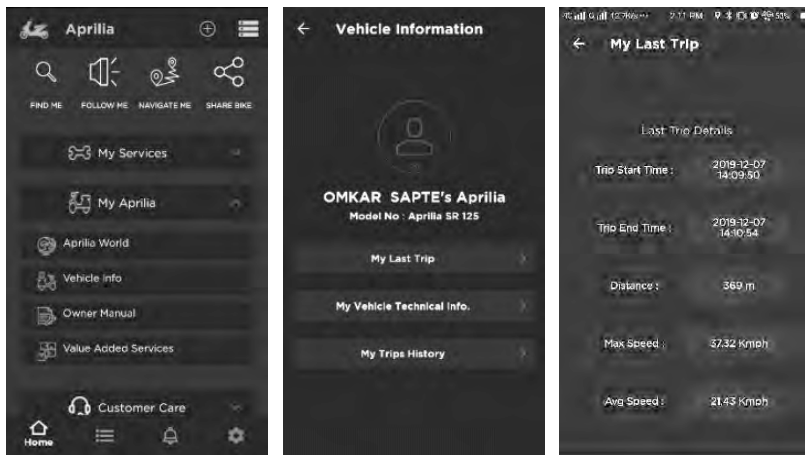 Aprilia
FIND ME
FOLLOW ME
NAVIGATE ME
SHARE BIKE
My Services
My Aprilia
Aprilia World
Vehicle Info
Owner Manual
Value Added Services
Customer Care
Home
Vehicle Information
OMKAR SAPTE's Aprilia
Model No : Aprilia SR 125
My Last Trip
My Vehicle Technical Info.
My Trips History
2:11 PM
My Last Trip
Last Trip Details
Trip Start Time :
2019-12-07
14:09:50
Trip End Time :
2019-12-07
14:10:54
Distance :
369 m
Max Speed :
37.32 Kmph
Avg Speed :
21.43 Kmph